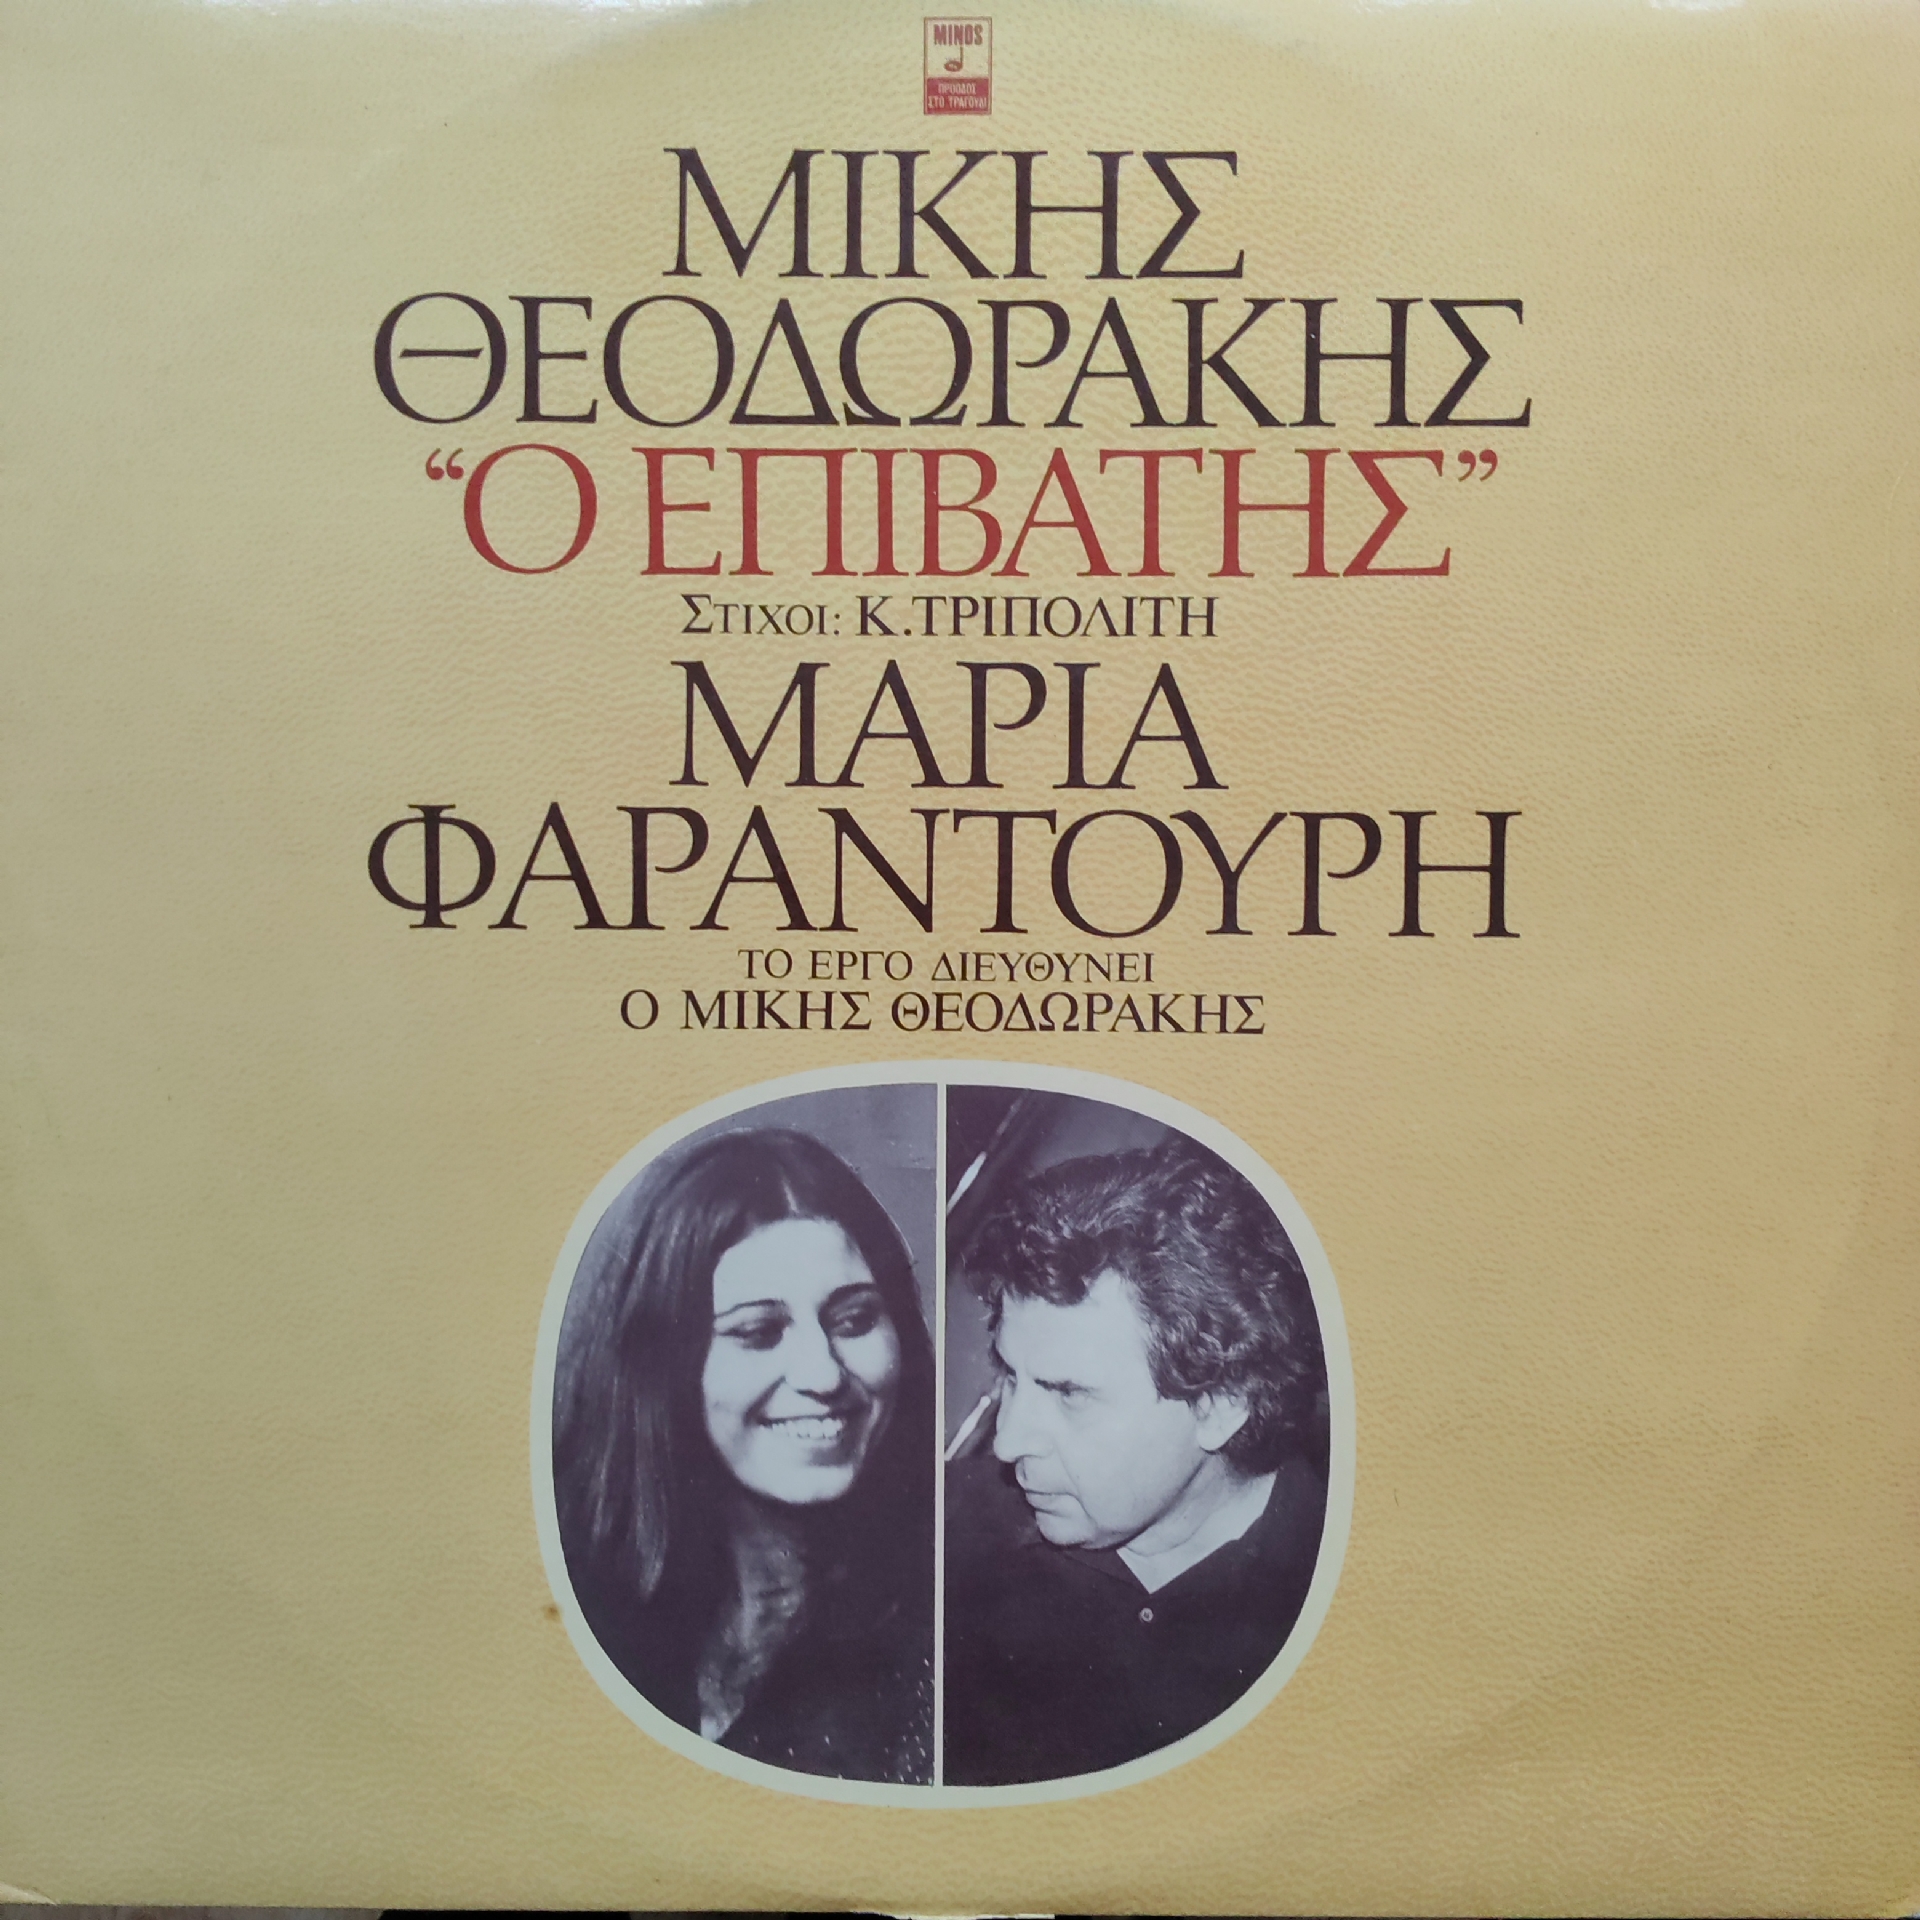 MINOS
ΠΡΟΟΔΟΣ
ΣΤΟ ΤΡΑΓΟΥΔΙ
ΜΙΚΗΣ
ΘΕΟΔΩΡΑΚΗΣ
“Ο ΕΠΙΒΑΤΗΣ”
ΣΤΙΧΟΙ: Κ.ΤΡΙΠΟΛΙΤΗ
ΜΑΡΙΑ
ΦΑΡΑΝΤΟΥΡΗ
ΤΟ ΕΡΓΟ ΔΙΕΥΘΥΝΕΙ
Ο ΜΙΚΗΣ ΘΕΟΔΩΡΑΚΗΣ